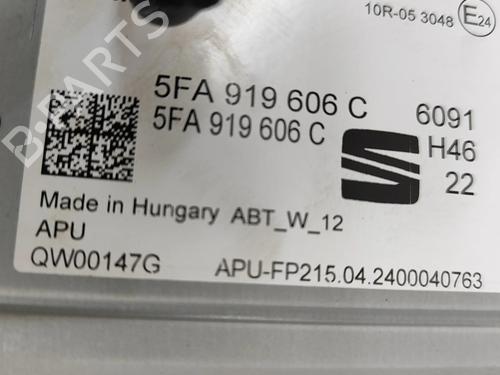 10R-05 3048 E24
5FA 919 606 C 6091
5FA 919 606 C H46
22
Made in Hungary ABT_W_12
APU
QW00147G APU-FP215.04.2400040763
B-PARTS